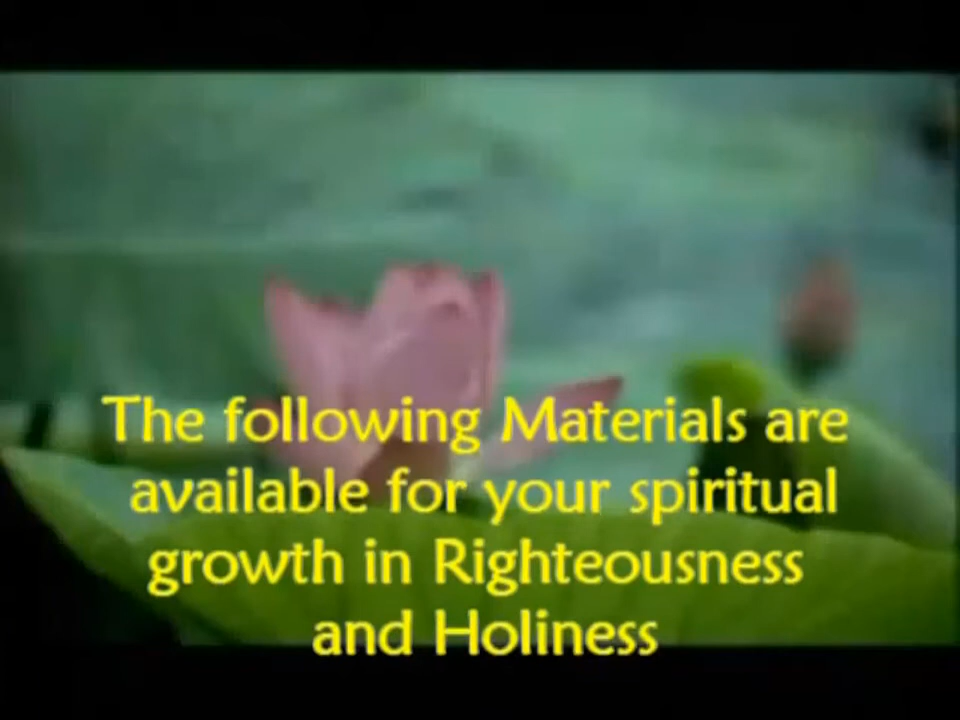 The following Materials are
available for your spiritual
growth in Righteousness
and Holiness